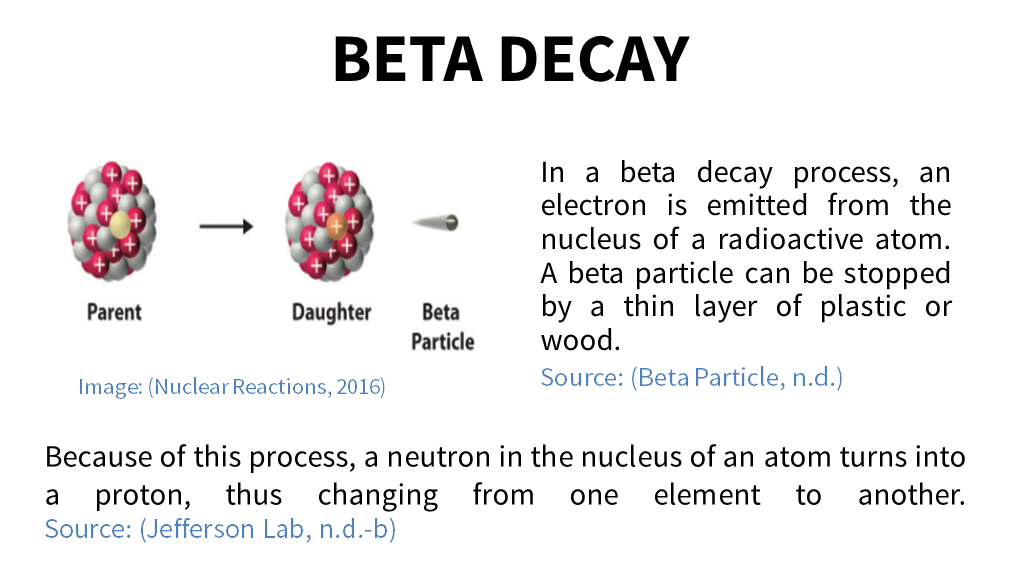 BETA DECAY
In a beta decay process, an
electron is emitted from the
nucleus of a radioactive atom.
A beta particle can be stopped
by a thin layer of plastic or
wood.
Source: (Beta Particle, n.d.)
+ + + + + + + + +
+ + + + + + + + + +
Parent
Daughter
Beta
Particle
Image: (Nuclear Reactions, 2016)
Because of this process, a neutron in the nucleus of an atom turns into
a proton, thus changing from one element to another.
Source: (Jefferson Lab, n.d.-b)